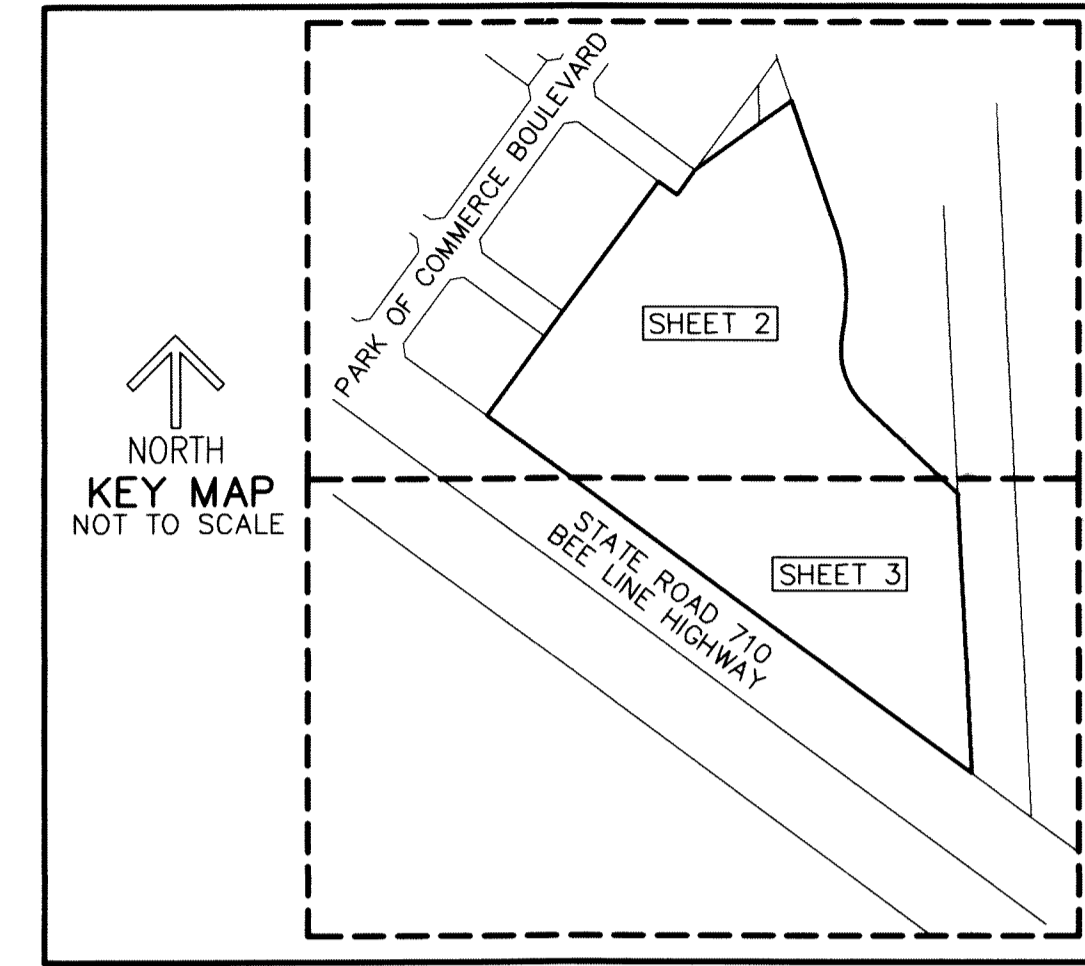 PARK OF COMMERCE BOULEVARD
SHEET 2
NORTH
KEY MAP
NOT TO SCALE
STATE ROAD 710
BEE LINE HIGHWAY
SHEET 3